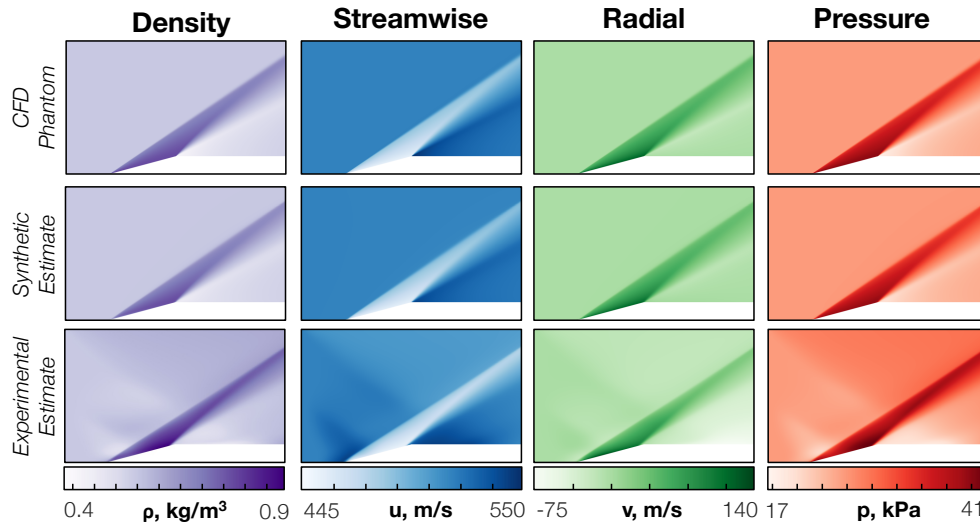 Density Streamwise Radial Pressure
CFD
Phantom
Synthetic
Estimate
Experimental
Estimate
0.4 ρ, kg/m³ 0.9 445 u, m/s 550 -75 v, m/s 140 17 p, kPa 41